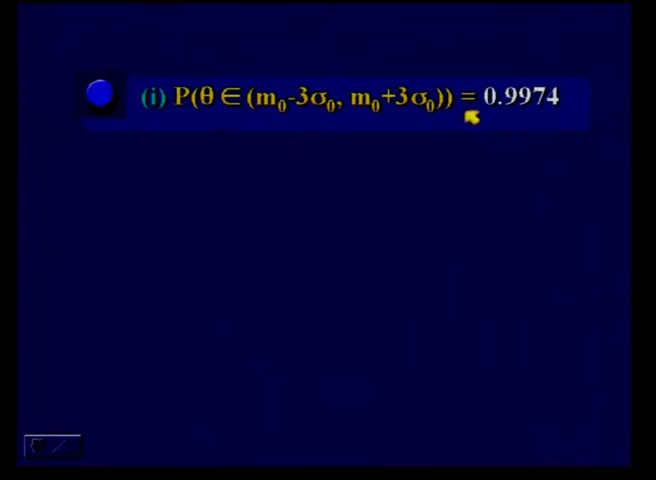 (i) P(θ ∈ (m₀-3σ₀, m₀+3σ₀)) = 0.9974